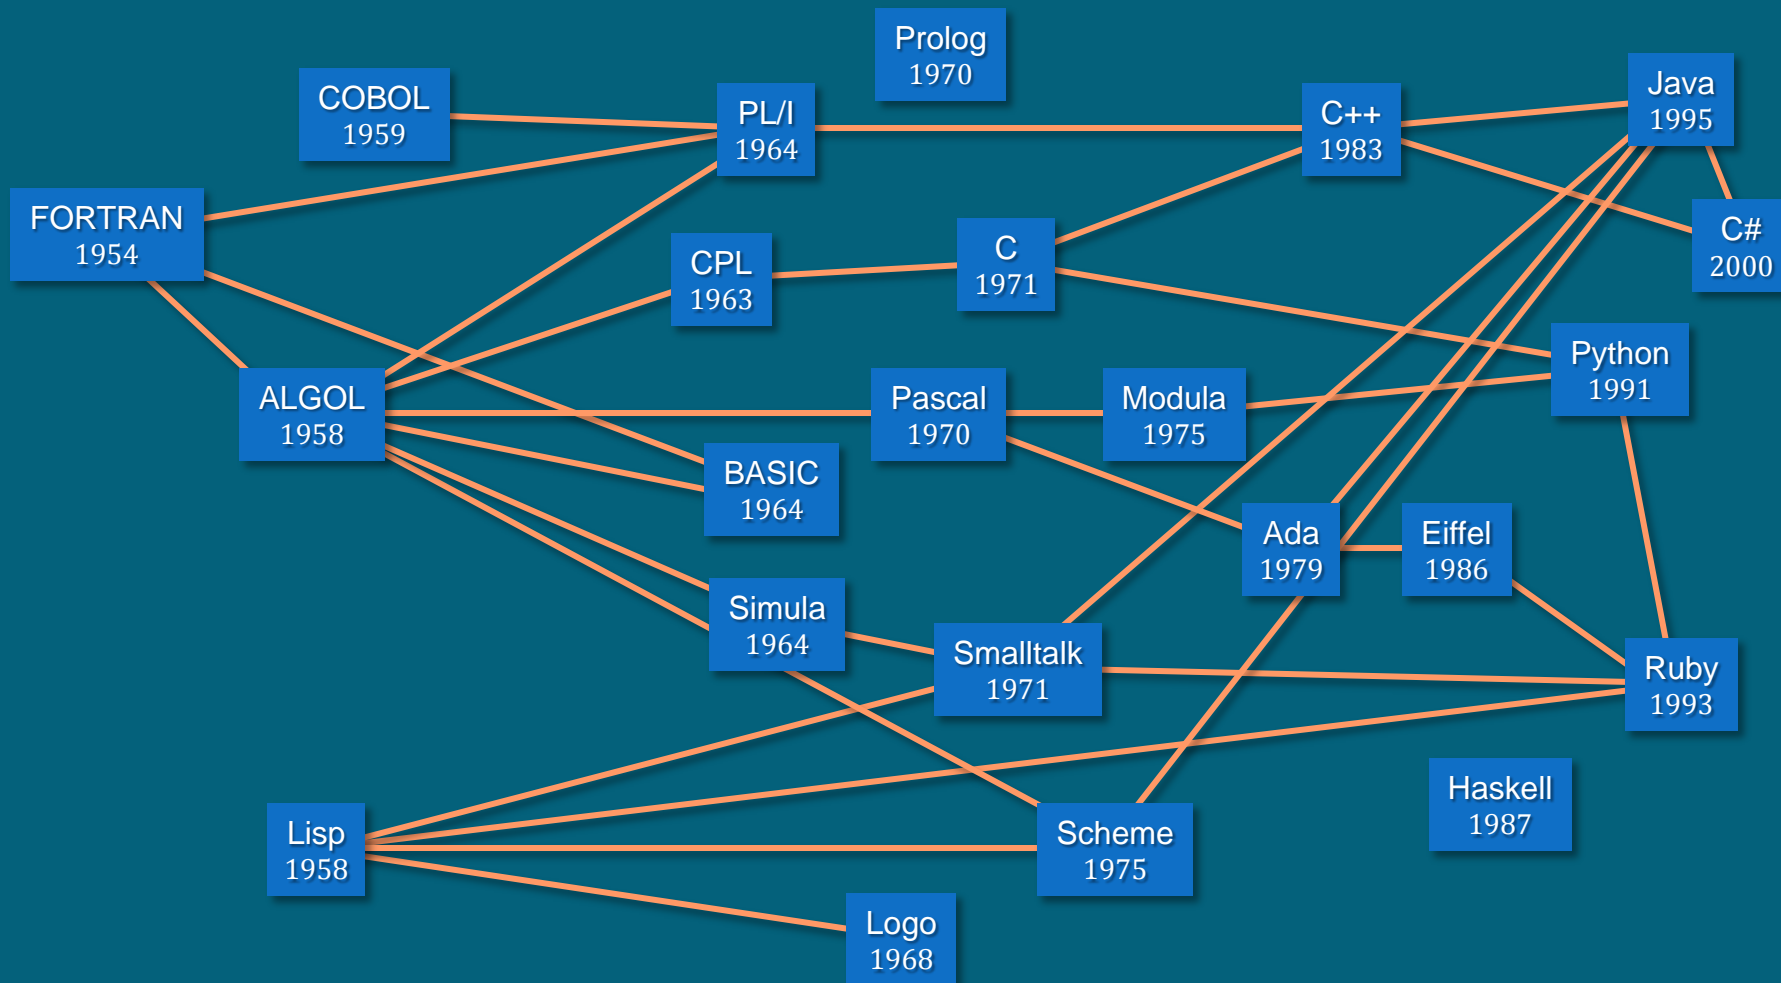 Prolog
1970
COBOL
1959
PL/I
1964
C++
1983
Java
1995
FORTRAN
1954
CPL
1963
C
1971
C#
2000
ALGOL
1958
Pascal
1970
Modula
1975
Python
1991
BASIC
1964
Ada
1979
Eiffel
1986
Simula
1964
Smalltalk
1971
Ruby
1993
Lisp
1958
Scheme
1975
Haskell
1987
Logo
1968